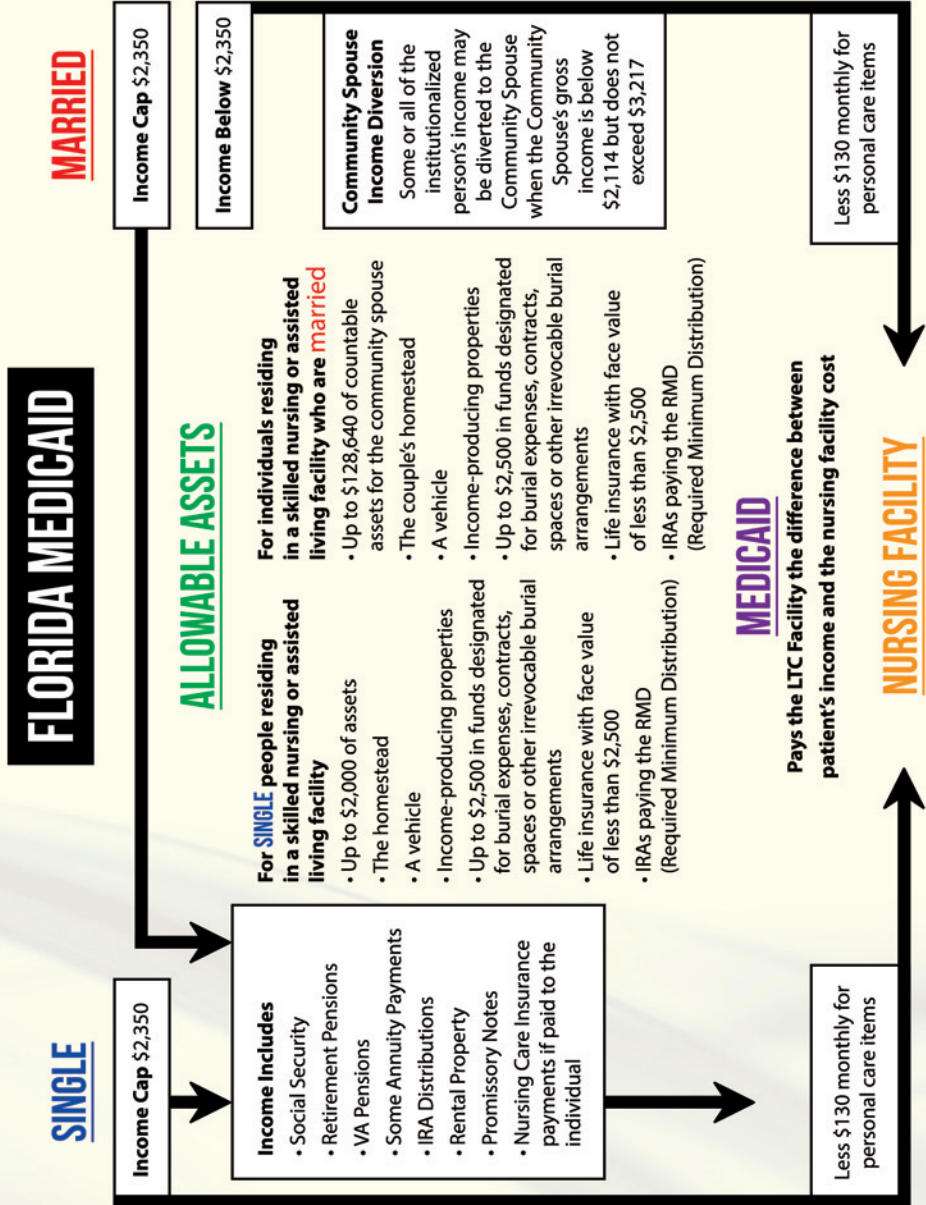 FLORIDA MEDICAID
SINGLE
Income Cap $2,350
Income Includes
• Social Security
• Retirement Pensions
• VA Pensions
• Some Annuity Payments
• IRA Distributions
• Rental Property
• Promissory Notes
• Nursing Care Insurance
payments if paid to the
individual
Less $130 monthly for
personal care items
ALLOWABLE ASSETS
For SINGLE people residing
in a skilled nursing or assisted
living facility
• Up to $2,000 of assets
• The homestead
• A vehicle
• Income-producing properties
• Up to $2,500 in funds designated
for burial expenses, contracts,
spaces or other irrevocable burial
arrangements
• Life insurance with face value
of less than $2,500
• IRAs paying the RMD
(Required Minimum Distribution)
For individuals residing
in a skilled nursing or assisted
living facility who are married
• Up to $128,640 of countable
assets for the community spouse
• The couple's homestead
• A vehicle
• Income-producing properties
• Up to $2,500 in funds designated
for burial expenses, contracts,
spaces or other irrevocable burial
arrangements
• Life insurance with face value
of less than $2,500
• IRAs paying the RMD
(Required Minimum Distribution)
MARRIED
Income Cap $2,350
Income Below $2,350
Community Spouse
Income Diversion
Some or all of the
institutionalized
person's income may
be diverted to the
Community Spouse
when the Community
Spouse's gross
income is below
$2,114 but does not
exceed $3,217
Less $130 monthly for
personal care items
MEDICAID
Pays the LTC Facility the difference between
patient's income and the nursing facility cost
NURSING FACILITY